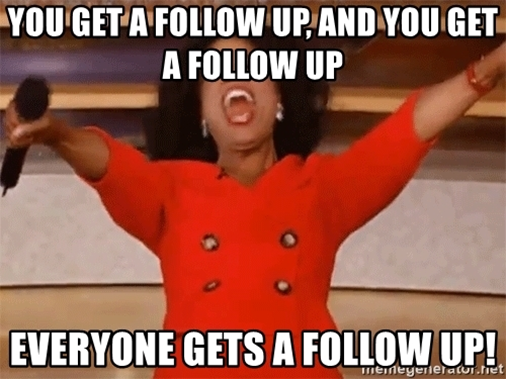 YOU GET A FOLLOW UP, AND YOU GET
A FOLLOW UP
EVERYONE GETS A FOLLOW UP!
memegenerator.net